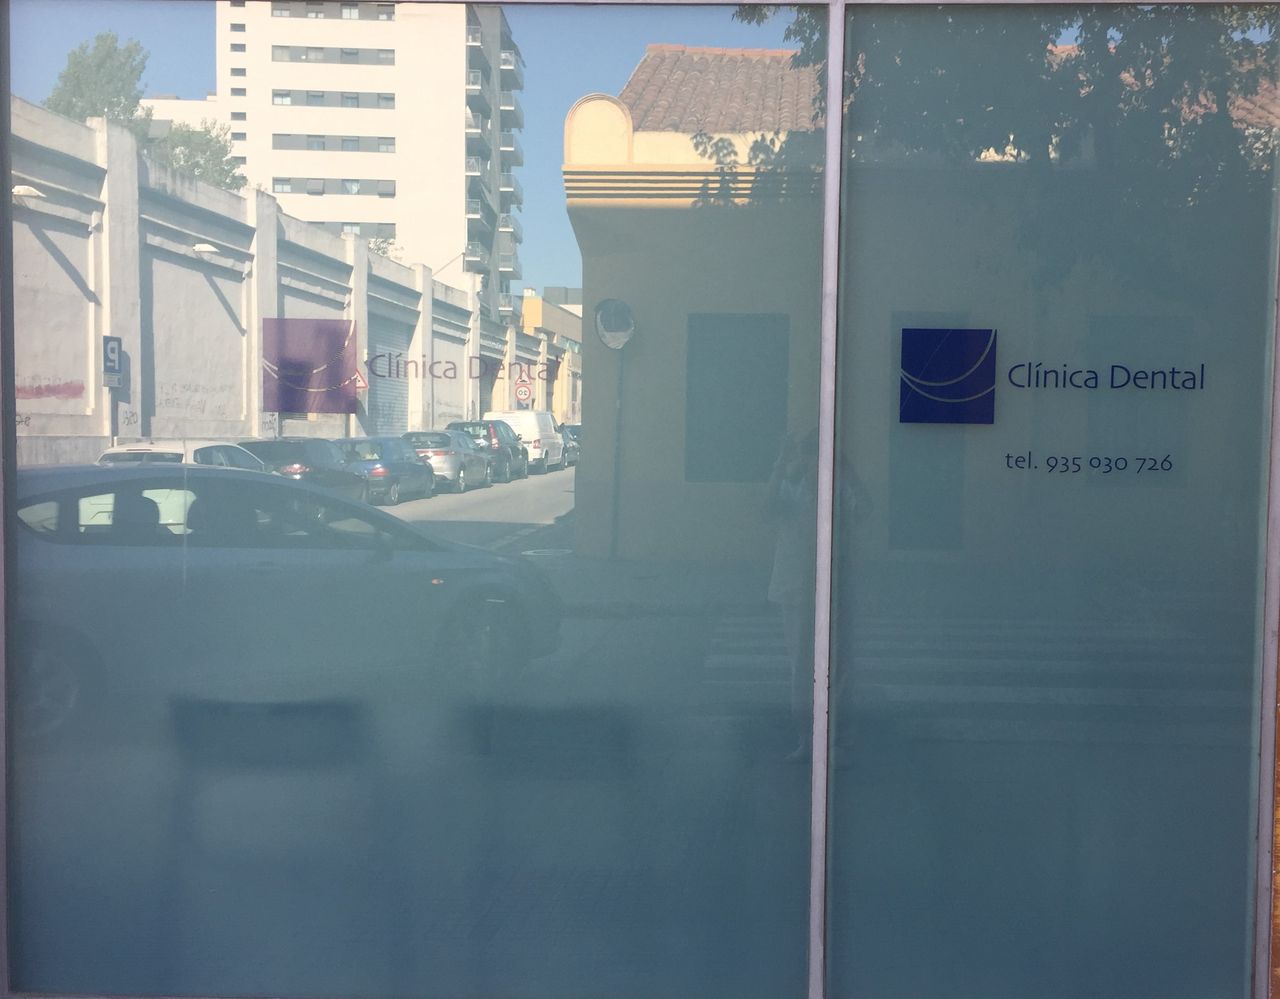 Clínica Dental
Clínica Dental
tel. 935 030 726